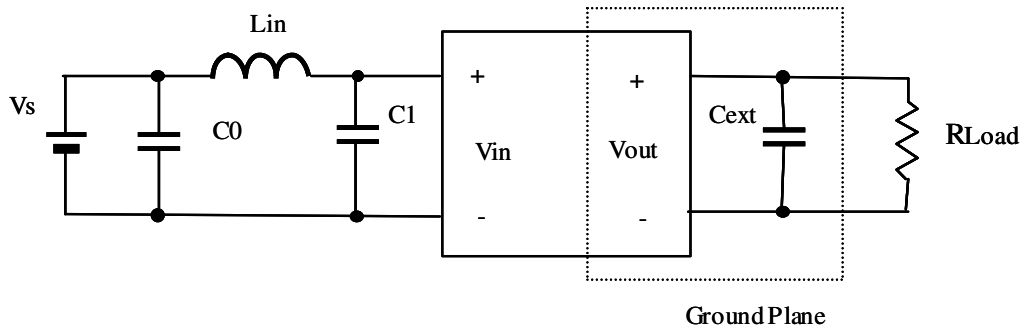 Lin
Vs
C0
C1
+
Vin
-
+
Vout
-
Cext
RLoad
Ground Plane